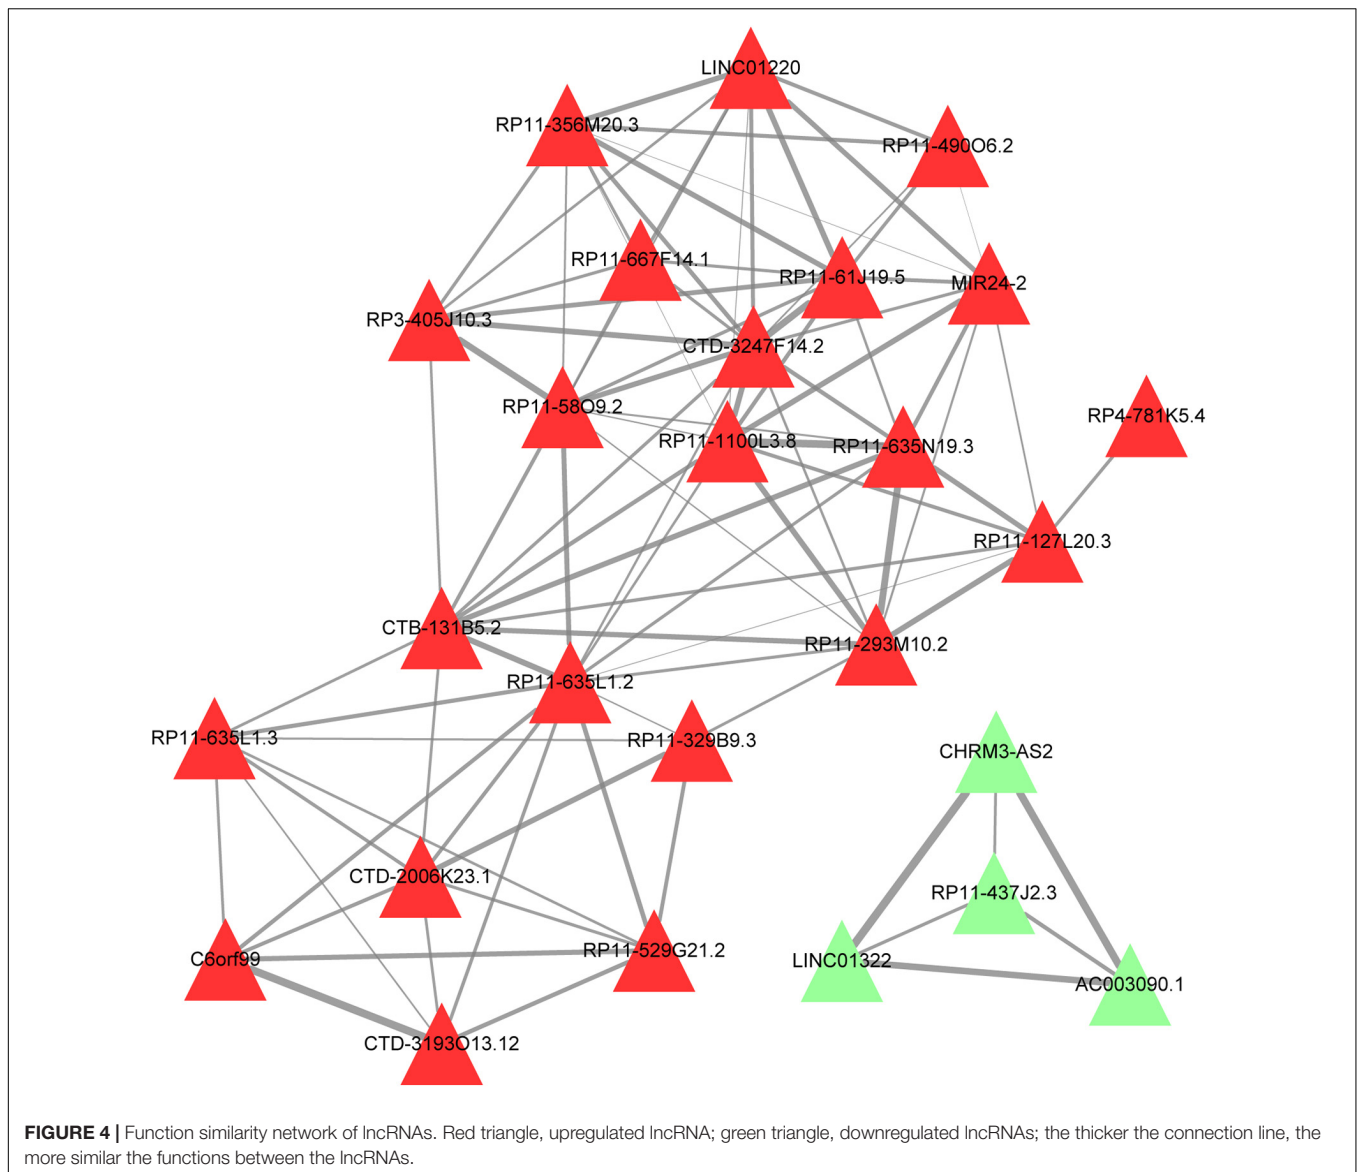 LINC01220
RP11-356M20.3
RP11-490O6.2
RP11-667F14.1
RP11-61J19.5
MIR24-2
RP3-405J10.3
CTD-3247F14.2
RP11-58O9.2
RP4-781K5.4
RP11-1100L3.8
RP11-635N19.3
RP11-127L20.3
CTB-131B5.2
RP11-293M10.2
RP11-635L1.2
RP11-635L1.3
RP11-329B9.3
CHRM3-AS2
CTD-2006K23.1
RP11-437J2.3
C6orf99
RP11-529G21.2
LINC01322
AC003090.1
CTD-3193O13.12
FIGURE 4 | Function similarity network of lncRNAs. Red triangle, upregulated lncRNA; green triangle, downregulated lncRNAs; the thicker the connection line, the
more similar the functions between the lncRNAs.